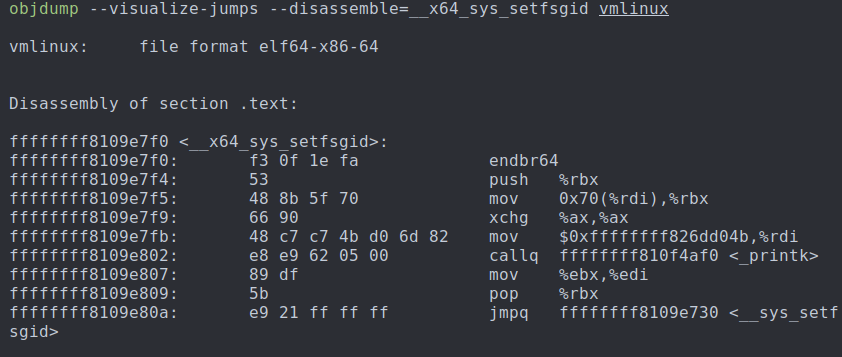 objdump --visualize-jumps --disassemble=__x64_sys_setfsgid vmlinux
vmlinux:     file format elf64-x86-64
Disassembly of section .text:
ffffffff8109e7f0 <__x64_sys_setfsgid>:
ffffffff8109e7f0:       f3 0f 1e fa             endbr64
ffffffff8109e7f4:       53                      push   %rbx
ffffffff8109e7f5:       48 8b 5f 70             mov    0x70(%rdi),%rbx
ffffffff8109e7f9:       66 90                   xchg   %ax,%ax
ffffffff8109e7fb:       48 c7 c7 4b d0 6d 82    mov    $0xffffffff826dd04b,%rdi
ffffffff8109e802:       e8 e9 62 05 00          callq  ffffffff810f4af0 <_printk>
ffffffff8109e807:       89 df                   mov    %ebx,%edi
ffffffff8109e809:       5b                      pop    %rbx
ffffffff8109e80a:       e9 21 ff ff ff          jmpq   ffffffff8109e730 <__sys_setf
sgid>